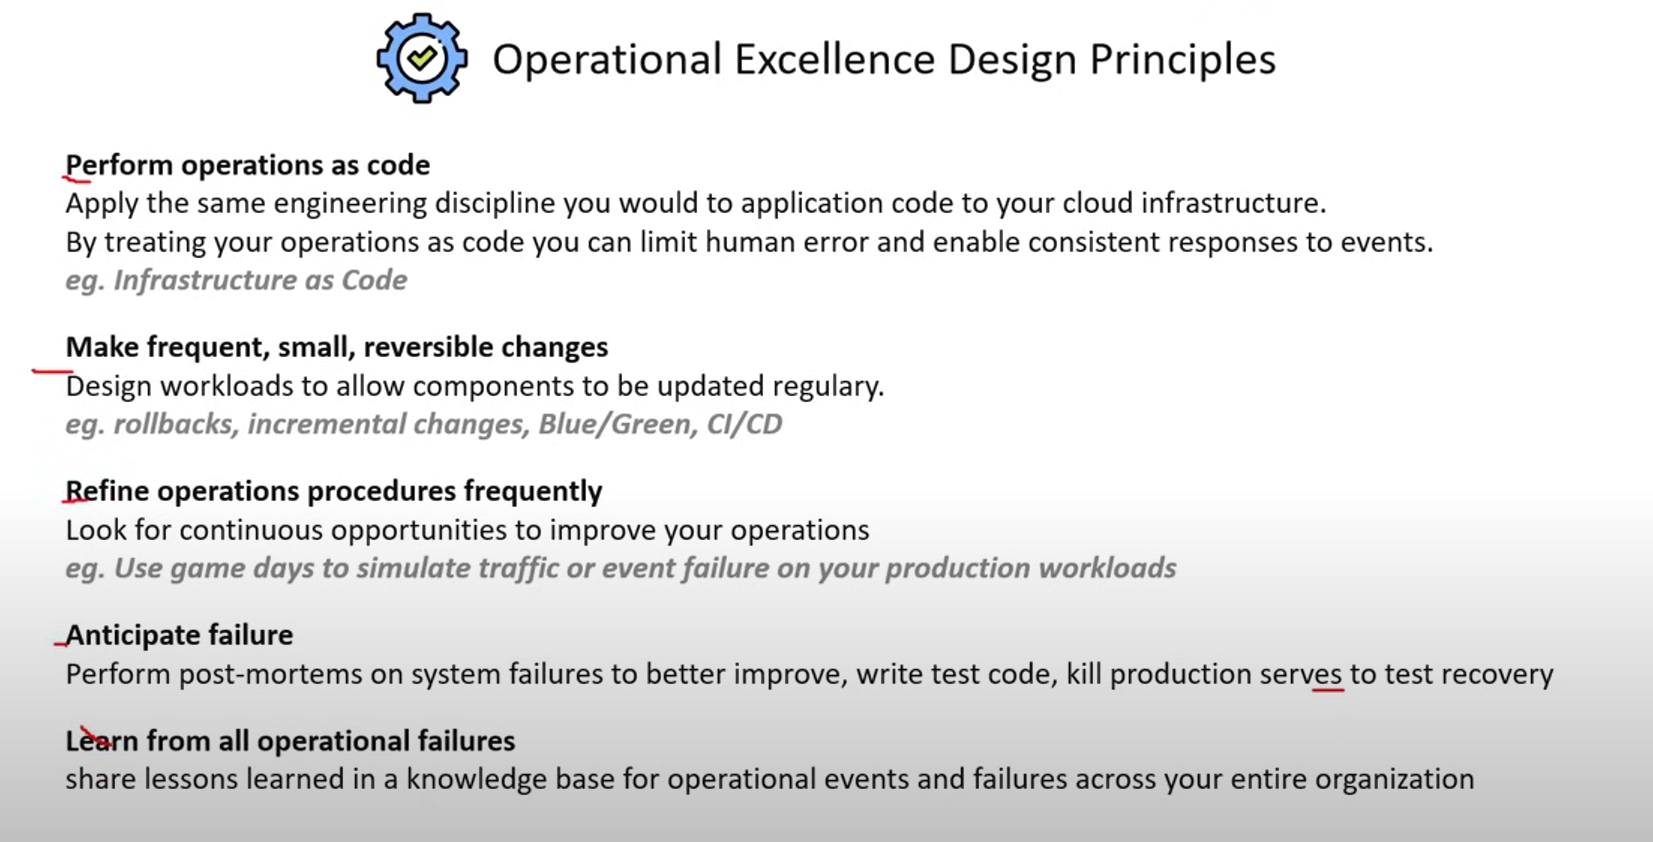 Operational Excellence Design Principles
Perform operations as code
Apply the same engineering discipline you would to application code to your cloud infrastructure.
By treating your operations as code you can limit human error and enable consistent responses to events.
eg. Infrastructure as Code
Make frequent, small, reversible changes
Design workloads to allow components to be updated regulary.
eg. rollbacks, incremental changes, Blue/Green, CI/CD
Refine operations procedures frequently
Look for continuous opportunities to improve your operations
eg. Use game days to simulate traffic or event failure on your production workloads
Anticipate failure
Perform post-mortems on system failures to better improve, write test code, kill production serves to test recovery
Learn from all operational failures
share lessons learned in a knowledge base for operational events and failures across your entire organization